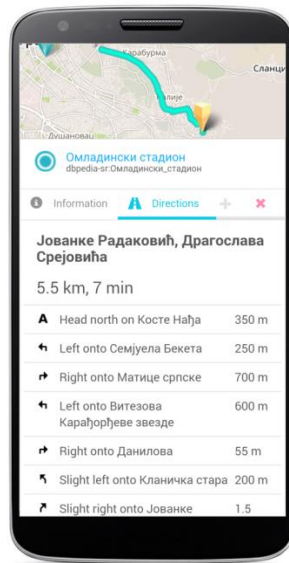 Карабурма
Сланци
Калије
Душановац
Омладински стадион
dbpedia-sr:Омладински_стадион
Information Directions
Јованке Радаковић, Драгослава
Срејовића
5.5 km, 7 min
Head north on Косте Нађа 350 m
Left onto Семјуела Бекета 250 m
Right onto Матице српске 700 m
Left onto Витезова 600 m
Карађорђеве звезде
Right onto Данилова 55 m
Slight left onto Кланичка стара 200 m
Slight right onto Јованке 1.5